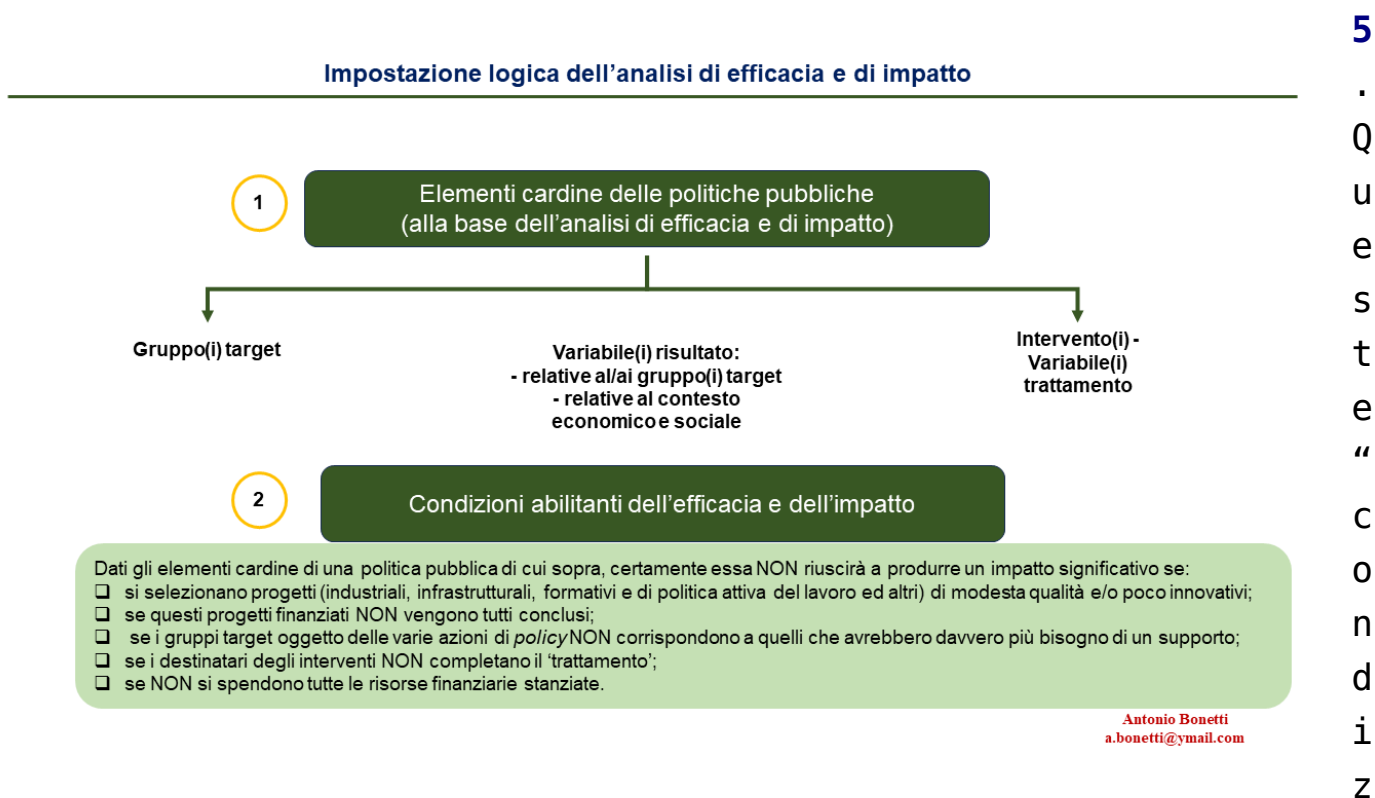 Impostazione logica dell'analisi di efficacia e di impatto
1
Elementi cardine delle politiche pubbliche
(alla base dell'analisi di efficacia e di impatto)
Gruppo(i) target
Variabile(i) risultato:
- relative al/ai gruppo(i) target
- relative al contesto
economico e sociale
Intervento(i) -
Variabile(i)
trattamento
2
Condizioni abilitanti dell'efficacia e dell'impatto
Dati gli elementi cardine di una politica pubblica di cui sopra, certamente essa NON riuscirà a produrre un impatto significativo se:
❑ si selezionano progetti (industriali, infrastrutturali, formativi e di politica attiva del lavoro ed altri) di modesta qualità e/o poco innovativi;
❑ se questi progetti finanziati NON vengono tutti conclusi;
❑ se i gruppi target oggetto delle varie azioni di policy NON corrispondono a quelli che avrebbero davvero più bisogno di un supporto;
❑ se i destinatari degli interventi NON completano il 'trattamento';
❑ se NON si spendono tutte le risorse finanziarie stanziate.
Antonio Bonetti
a.bonetti@ymail.com
5
.
Q
u
e
s
t
e
“
c
o
n
d
i
z